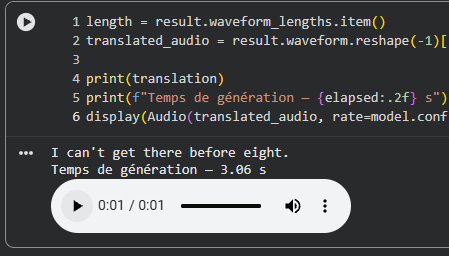 1 length = result.waveform_lengths.item()
2 translated_audio = result.waveform.reshape(-1)[
3
4 print(translation)
5 print(f"Temps de génération — {elapsed:.2f} s")
6 display(Audio(translated_audio, rate=model.conf
I can't get there before eight.
Temps de génération — 3.06 s
0:01 / 0:01